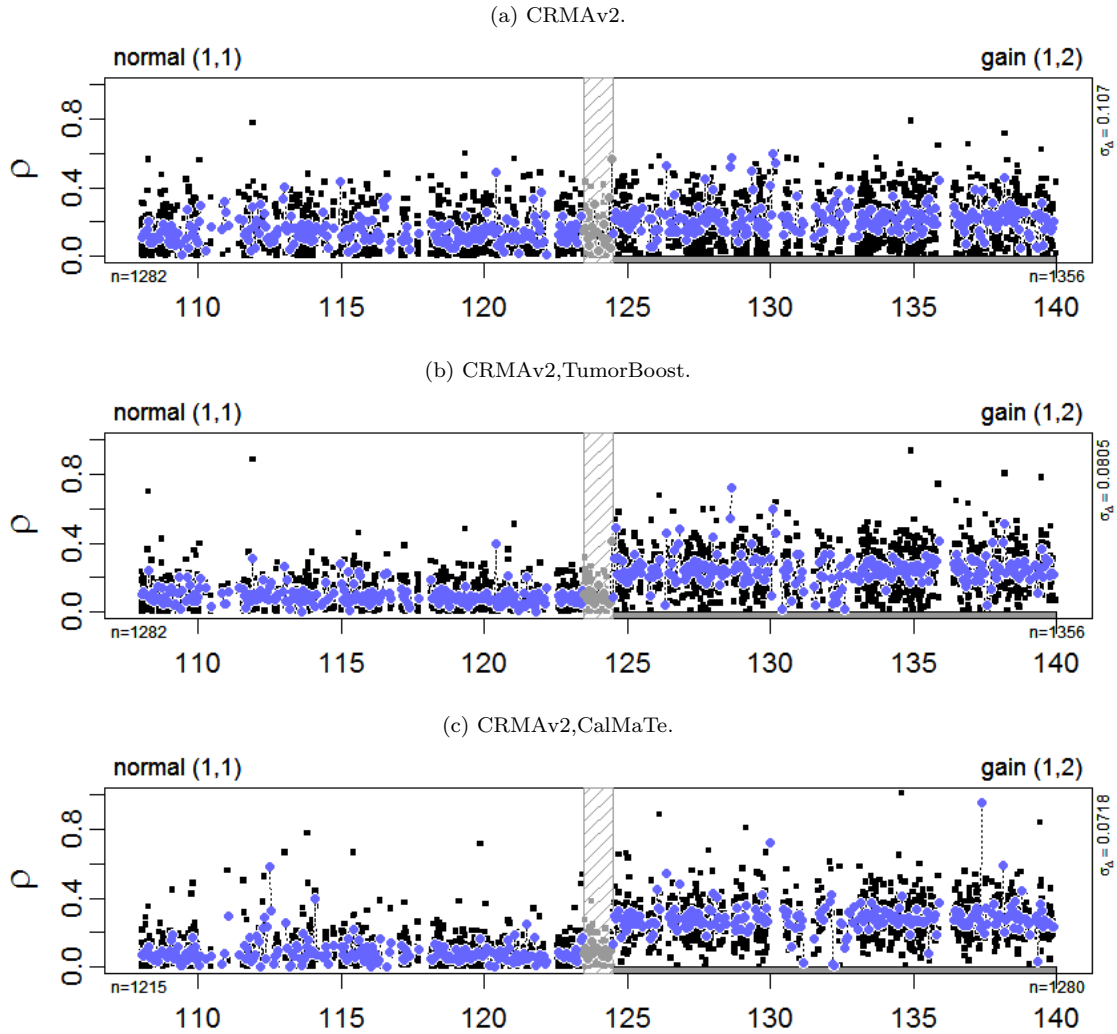 (a) CRMAv2.
normal (1,1) gain (1,2)
ρ
0.0 0.4 0.8
σΔ = 0.107
n=1282 n=1356
110 115 120 125 130 135 140
(b) CRMAv2,TumorBoost.
normal (1,1) gain (1,2)
ρ
0.0 0.4 0.8
σΔ = 0.0805
n=1282 n=1356
110 115 120 125 130 135 140
(c) CRMAv2,CalMaTe.
normal (1,1) gain (1,2)
ρ
0.0 0.4 0.8
σΔ = 0.0718
n=1215 n=1280
110 115 120 125 130 135 140